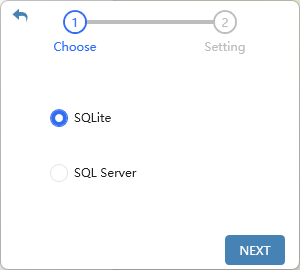 1
2
Choose
Setting
SQLite
SQL Server
NEXT